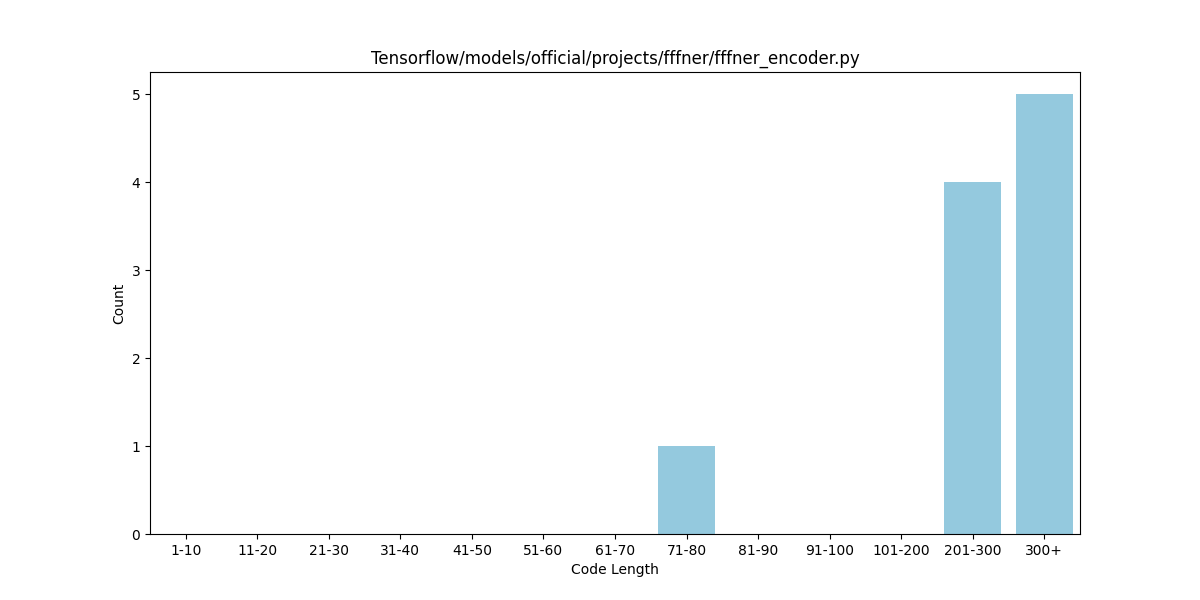 Tensorflow/models/official/projects/fffner/fffner_encoder.py
5
4
3
2
1
0
Count
1-10 11-20 21-30 31-40 41-50 51-60 61-70 71-80 81-90 91-100 101-200 201-300 300+
Code Length